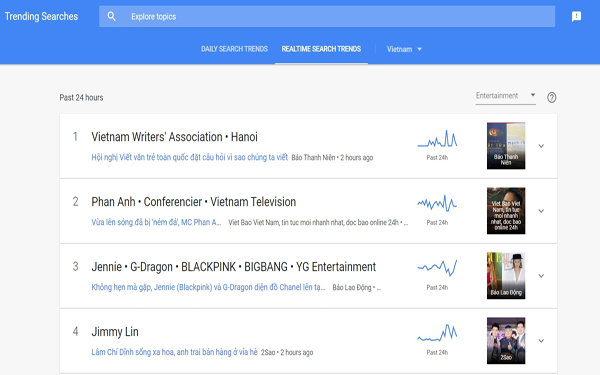 Trending Searches
Explore topics
DAILY SEARCH TRENDS
REALTIME SEARCH TRENDS
Vietnam
Past 24 hours
Entertainment
1
Vietnam Writers' Association • Hanoi
Hội nghị Viết văn trẻ toàn quốc đặt câu hỏi vì sao chúng ta viết Báo Thanh Niên • 2 hours ago
Past 24h
Báo Thanh
Niên
2
Phan Anh • Conferencier • Vietnam Television
Vừa lên sóng đã bị 'ném đá', MC Phan A... Viet Bao Viet Nam, tin tuc moi nhanh nhat, doc bao online 24h • ...
Past 24h
Viet Bao Viet
Nam, tin tuc
moi nhanh
nhat, doc bao
online 24h
3
Jennie • G-Dragon • BLACKPINK • BIGBANG • YG Entertainment
Không hẹn mà gặp, Jennie (Blackpink) và G-Dragon diện đồ Chanel lên tạ... Báo Lao Động • ...
Past 24h
Báo Lao Động
4
Jimmy Lin
Lâm Chí Dĩnh sống xa hoa, anh trai bán hàng ở vỉa hè 2Sao • 2 hours ago
Past 24h
2Sao